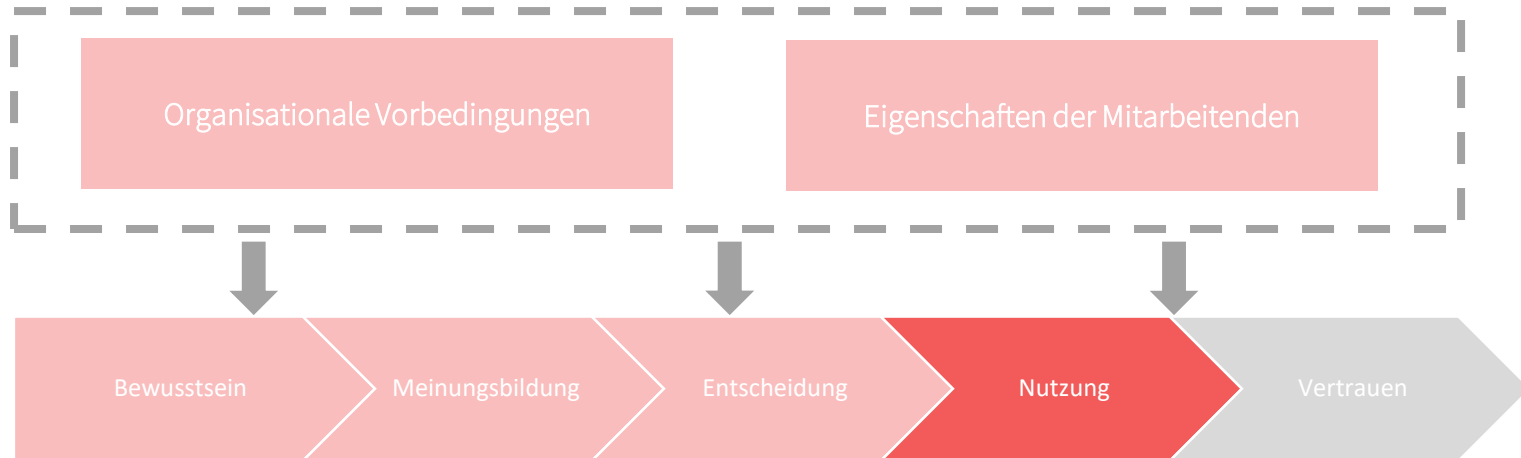 Organisationale Vorbedingungen
Eigenschaften der Mitarbeitenden
Bewusstsein
Meinungsbildung
Entscheidung
Nutzung
Vertrauen